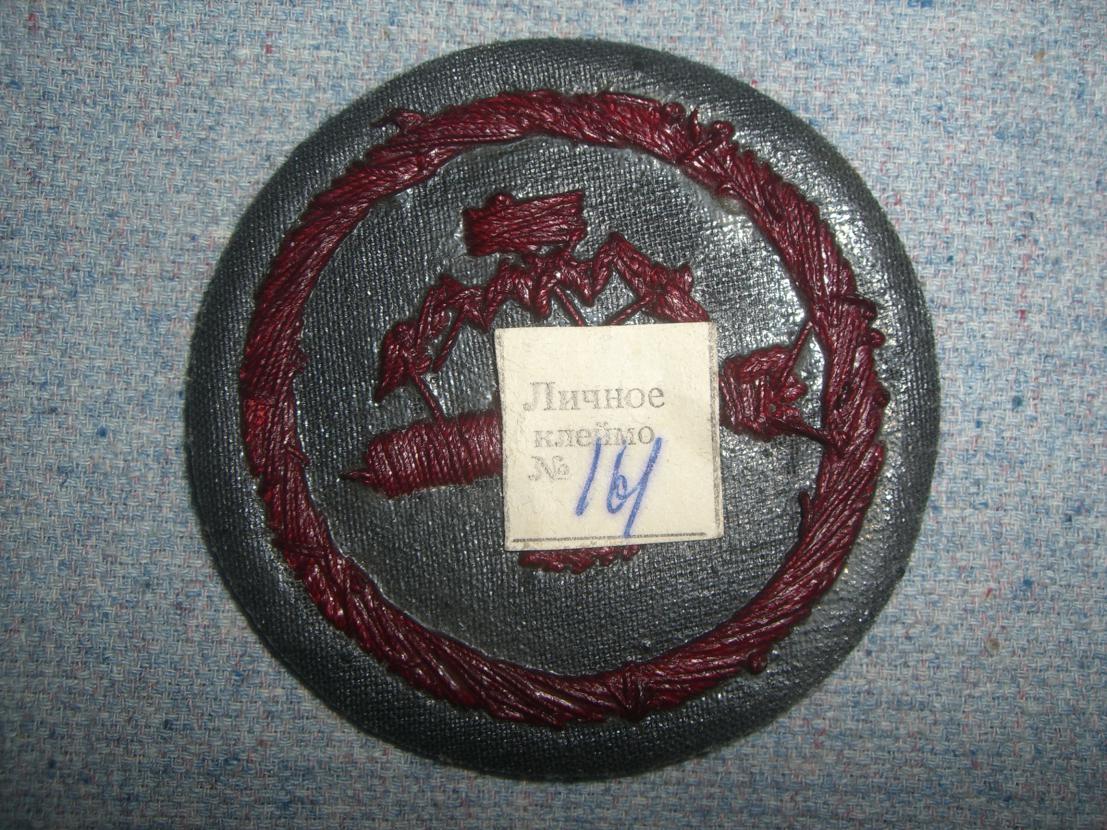 Личное
клеймо
№ 161